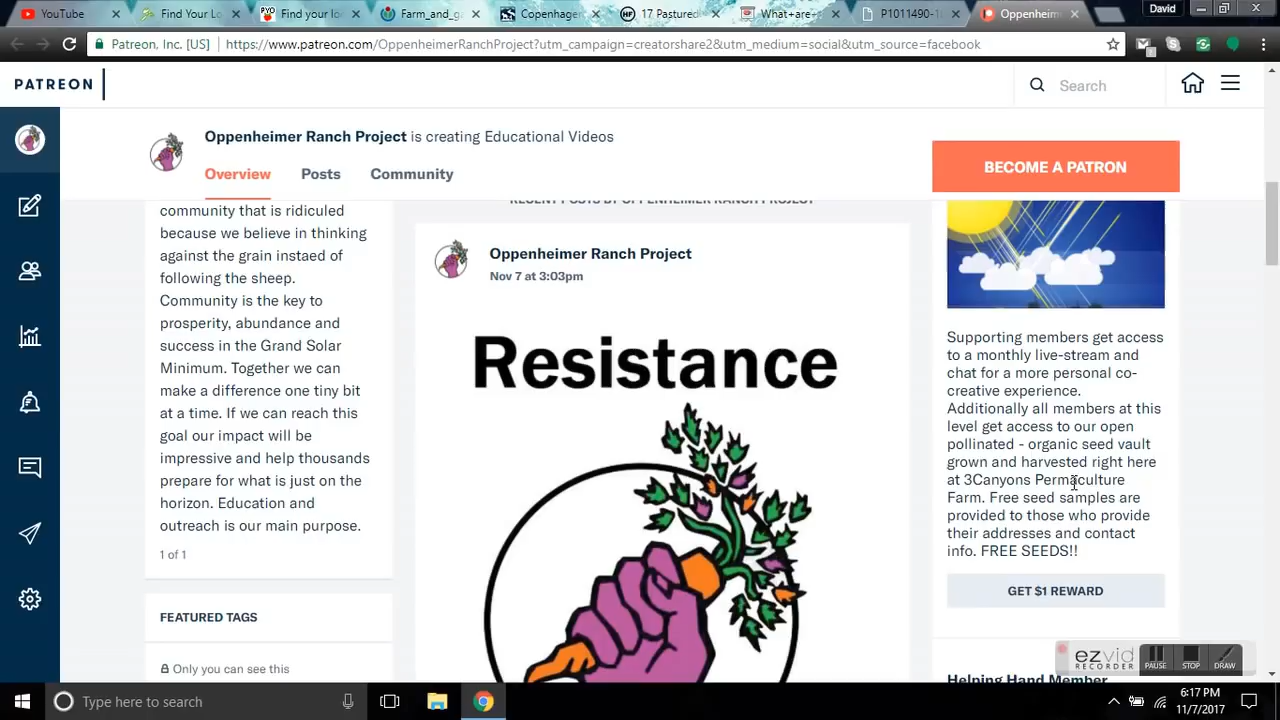 YouTube
Find Your Lo
Find your lo
Farm_and_g
Copenhager
17 Pastured
What+are+
P1011490-1
Oppenheim
David
Patreon, Inc. [US]
https://www.patreon.com/OppenheimerRanchProject?utm_campaign=creatorshare2&utm_medium=social&utm_source=facebook
PATREON
Search
Oppenheimer Ranch Project is creating Educational Videos
Overview
Posts
Community
BECOME A PATRON
community that is ridiculed
because we believe in thinking
against the grain instaed of
following the sheep.
Community is the key to
prosperity, abundance and
success in the Grand Solar
Minimum. Together we can
make a difference one tiny bit
at a time. If we can reach this
goal our impact will be
impressive and help thousands
prepare for what is just on the
horizon. Education and
outreach is our main purpose.
1 of 1
FEATURED TAGS
Only you can see this
RECENT POSTS BY OPPENHEIMER RANCH PROJECT
Oppenheimer Ranch Project
Nov 7 at 3:03pm
Resistance
Supporting members get access
to a monthly live-stream and
chat for a more personal co-
creative experience.
Additionally all members at this
level get access to our open
pollinated - organic seed vault
grown and harvested right here
at 3Canyons Permaculture
Farm. Free seed samples are
provided to those who provide
their addresses and contact
info. FREE SEEDS!!
GET $1 REWARD
Helping Hand Member
ezvid
RECORDER
PAUSE
STOP
DRAW
Type here to search
6:17 PM
11/7/2017